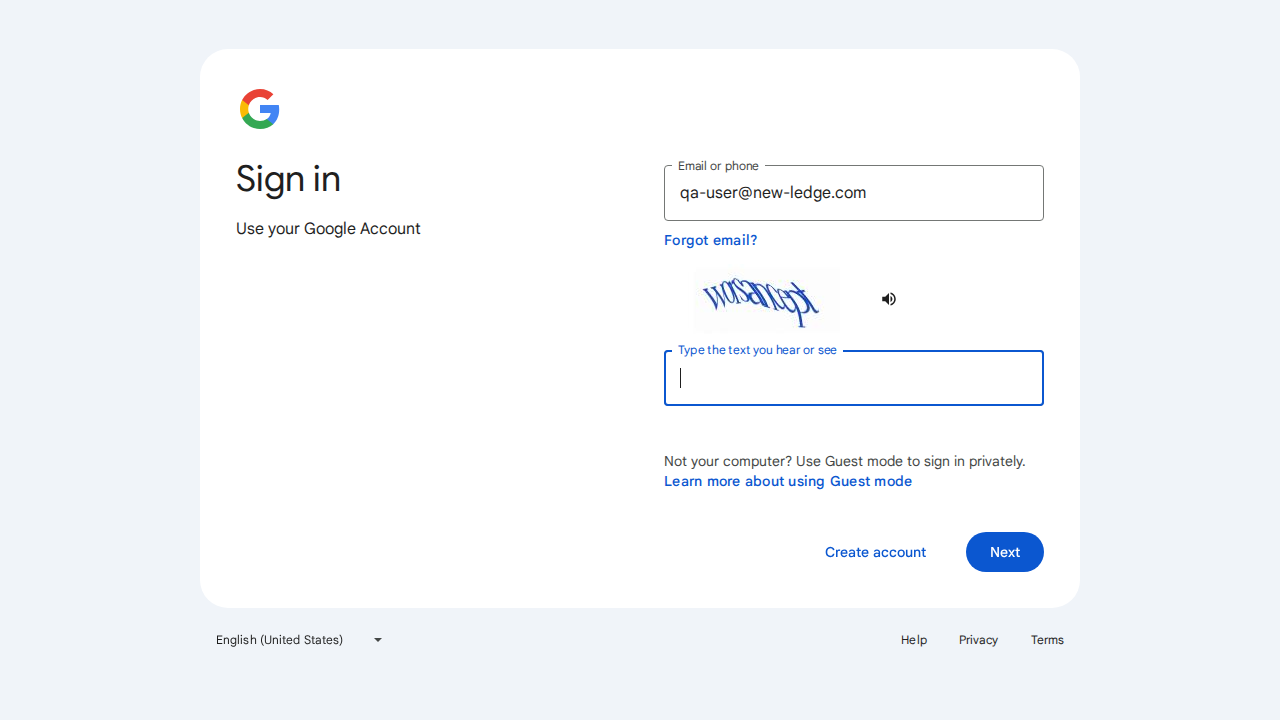 Sign in
Use your Google Account
Email or phone
qa-user@new-ledge.com
Forgot email?
Type the text you hear or see
Not your computer? Use Guest mode to sign in privately.
Learn more about using Guest mode
Create account
Next
English (United States)
Help
Privacy
Terms